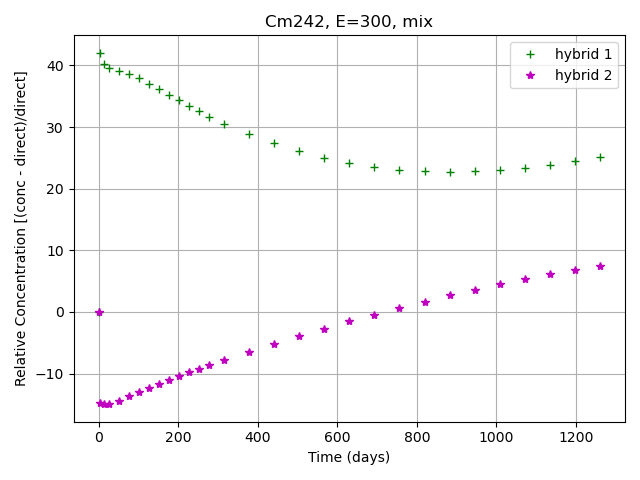 Cm242, E=300, mix
hybrid 1
hybrid 2
Relative Concentration [(conc - direct)/direct]
40
30
20
10
0
−10
0 200 400 600 800 1000 1200
Time (days)